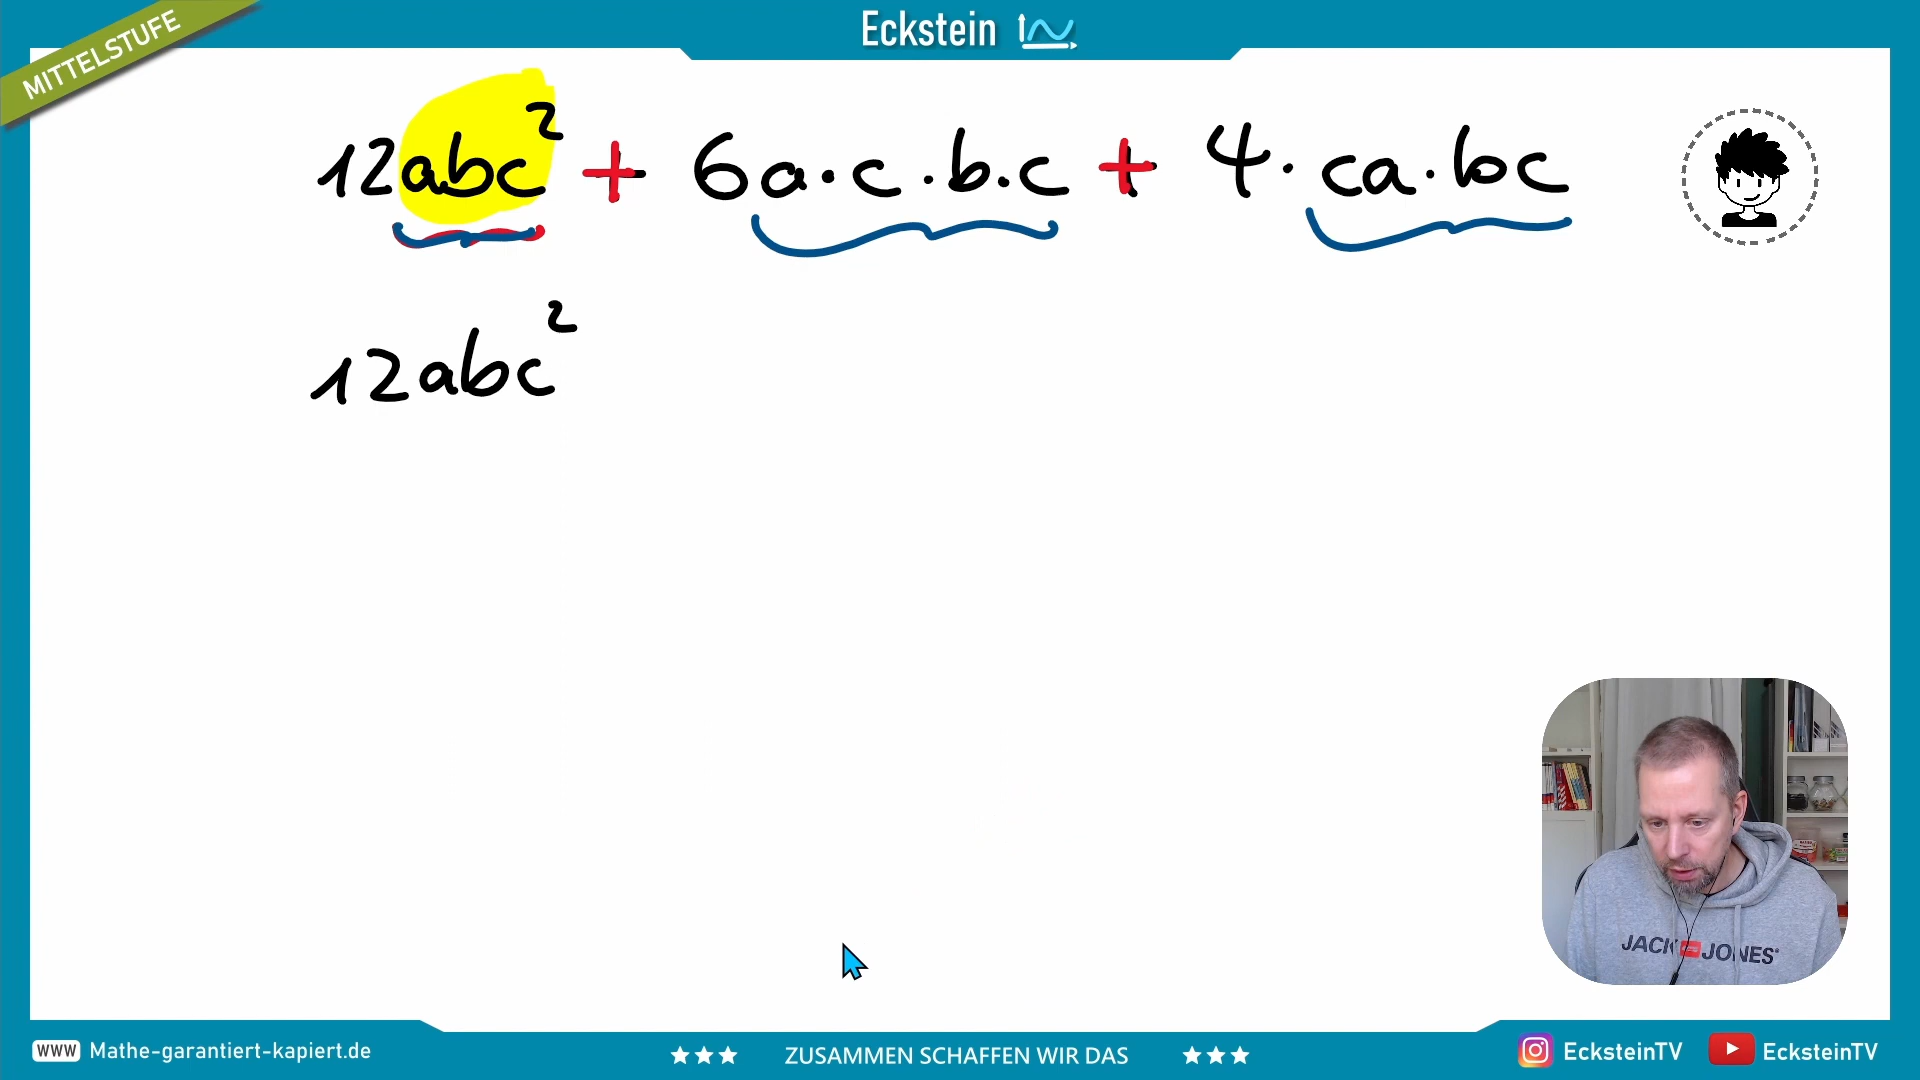 MITTELSTUFE
Eckstein
12abc² + 6a·c·b·c + 4·ca·bc
12abc²
JACK JONES
www Mathe-garantiert-kapiert.de
★★★ ZUSAMMEN SCHAFFEN WIR DAS ★★★
EcksteinTV
EcksteinTV